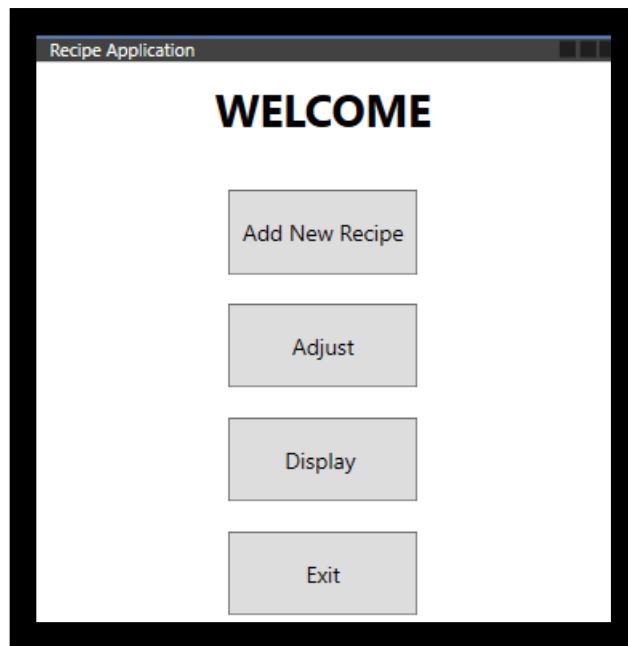 Recipe Application
WELCOME
Add New Recipe
Adjust
Display
Exit